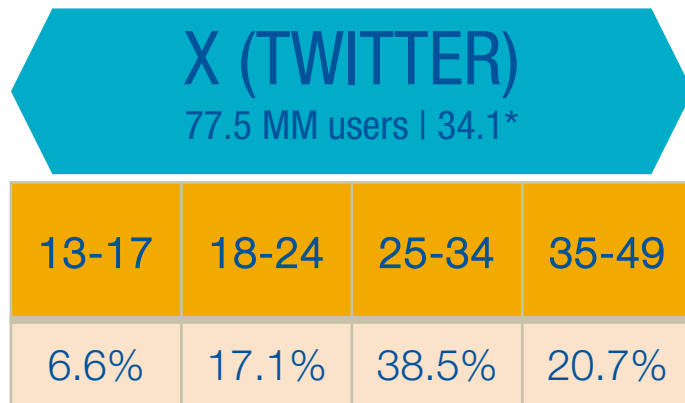 X (TWITTER)
77.5 MM users | 34.1*
13-17 18-24 25-34 35-49
6.6% 17.1% 38.5% 20.7%